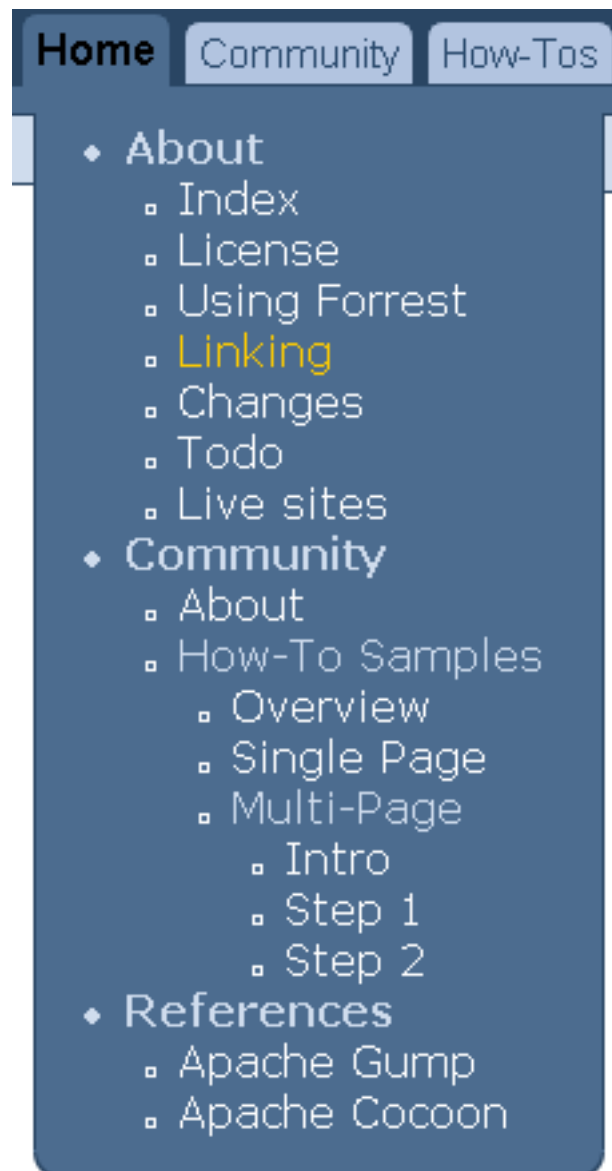 Home Community How-Tos
About
Index
License
Using Forrest
Linking
Changes
Todo
Live sites
Community
About
How-To Samples
Overview
Single Page
Multi-Page
Intro
Step 1
Step 2
References
Apache Gump
Apache Cocoon